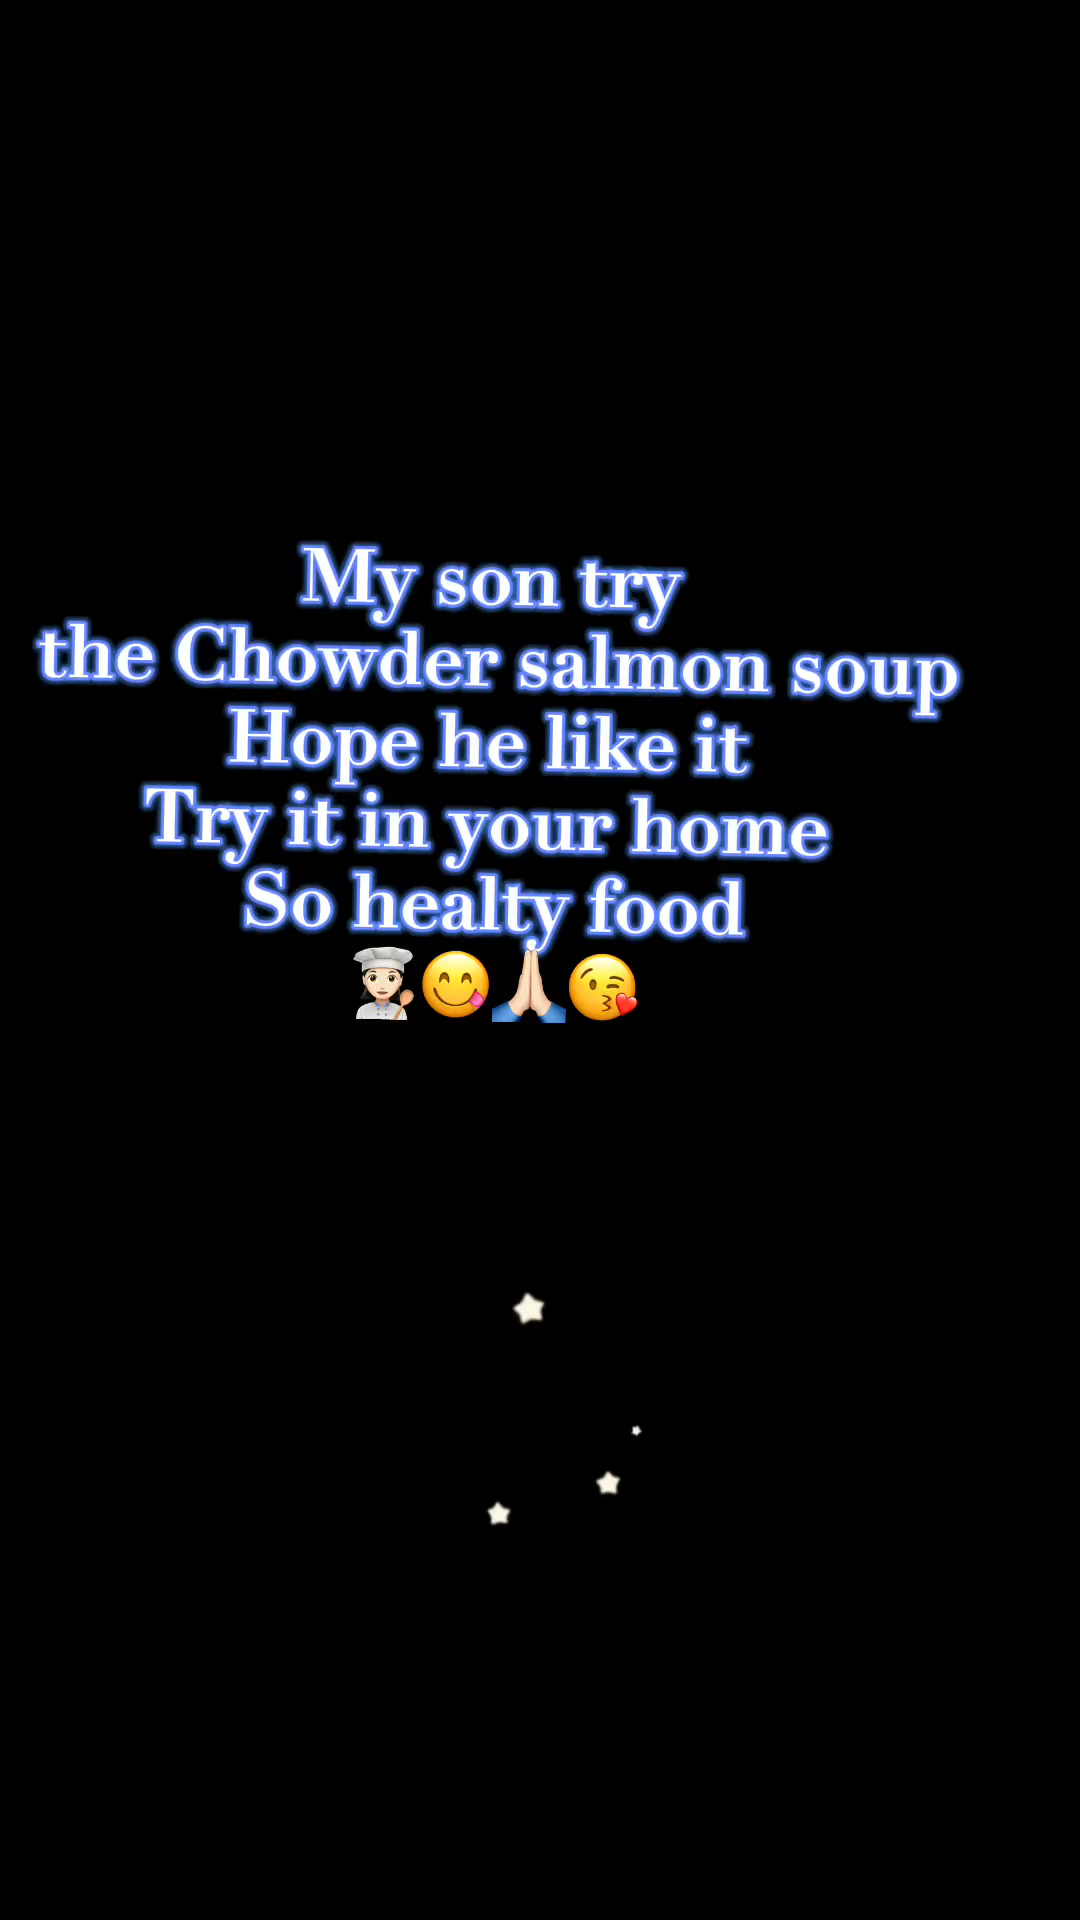 My son try
the Chowder salmon soup
Hope he like it
Try it in your home
So healty food
👩🏻‍🍳😋🙏🏻😘